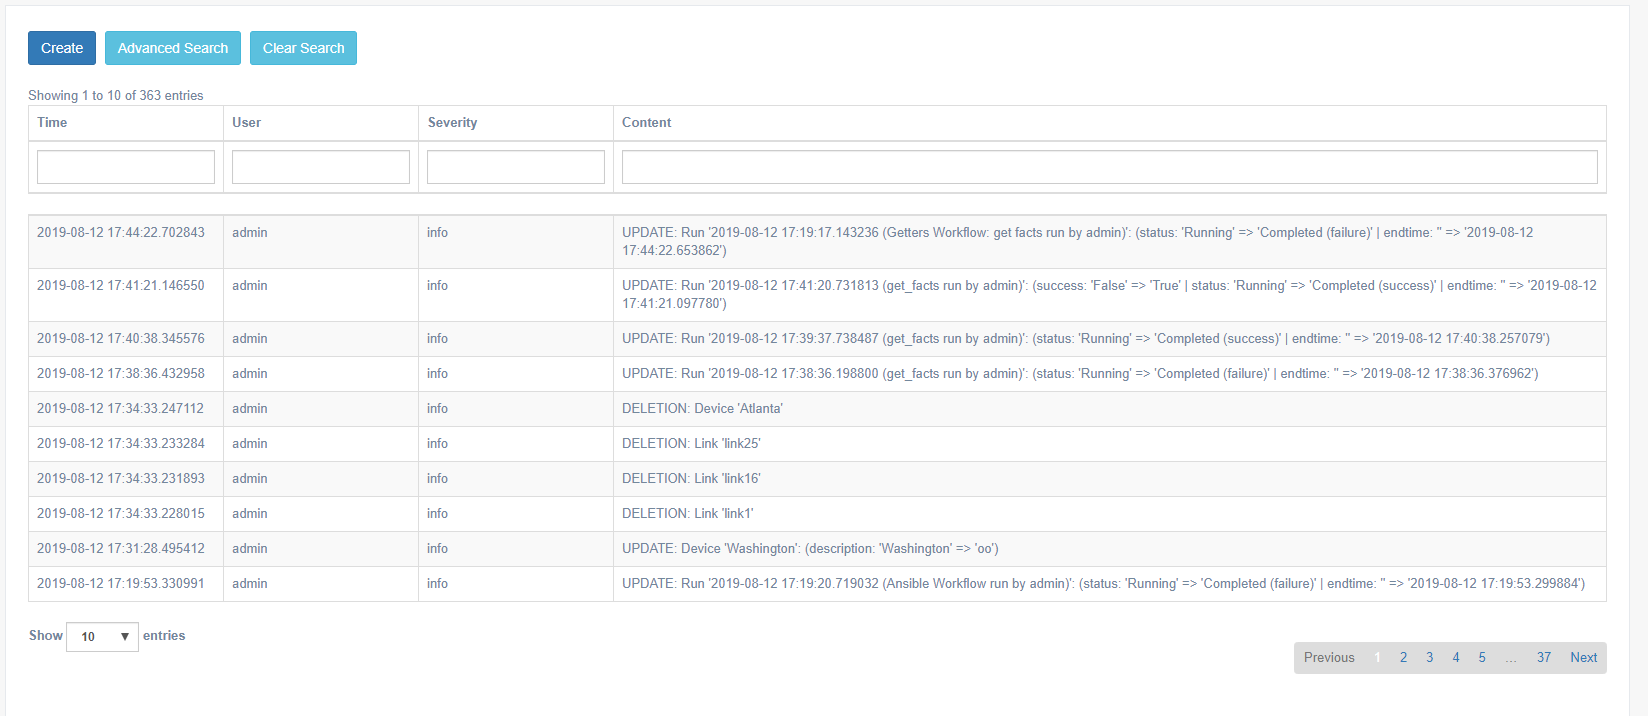 Create Advanced Search Clear Search
Showing 1 to 10 of 363 entries
Time User Severity Content
2019-08-12 17:44:22.702843 admin info UPDATE: Run '2019-08-12 17:19:17.143236 (Getters Workflow: get facts run by admin)': (status: 'Running' => 'Completed (failure)' | endtime: '' => '2019-08-12
17:44:22.653862')
2019-08-12 17:41:21.146550 admin info UPDATE: Run '2019-08-12 17:41:20.731813 (get_facts run by admin)': (success: 'False' => 'True' | status: 'Running' => 'Completed (success)' | endtime: '' => '2019-08-12
17:41:21.097780')
2019-08-12 17:40:38.345576 admin info UPDATE: Run '2019-08-12 17:39:37.738487 (get_facts run by admin)': (status: 'Running' => 'Completed (success)' | endtime: '' => '2019-08-12 17:40:38.257079')
2019-08-12 17:38:36.432958 admin info UPDATE: Run '2019-08-12 17:38:36.198800 (get_facts run by admin)': (status: 'Running' => 'Completed (failure)' | endtime: '' => '2019-08-12 17:38:36.376962')
2019-08-12 17:34:33.247112 admin info DELETION: Device 'Atlanta'
2019-08-12 17:34:33.233284 admin info DELETION: Link 'link25'
2019-08-12 17:34:33.231893 admin info DELETION: Link 'link16'
2019-08-12 17:34:33.228015 admin info DELETION: Link 'link1'
2019-08-12 17:31:28.495412 admin info UPDATE: Device 'Washington': (description: 'Washington' => 'oo')
2019-08-12 17:19:53.330991 admin info UPDATE: Run '2019-08-12 17:19:20.719032 (Ansible Workflow run by admin)': (status: 'Running' => 'Completed (failure)' | endtime: '' => '2019-08-12 17:19:53.299884')
Show 10 entries
Previous 1 2 3 4 5 ... 37 Next